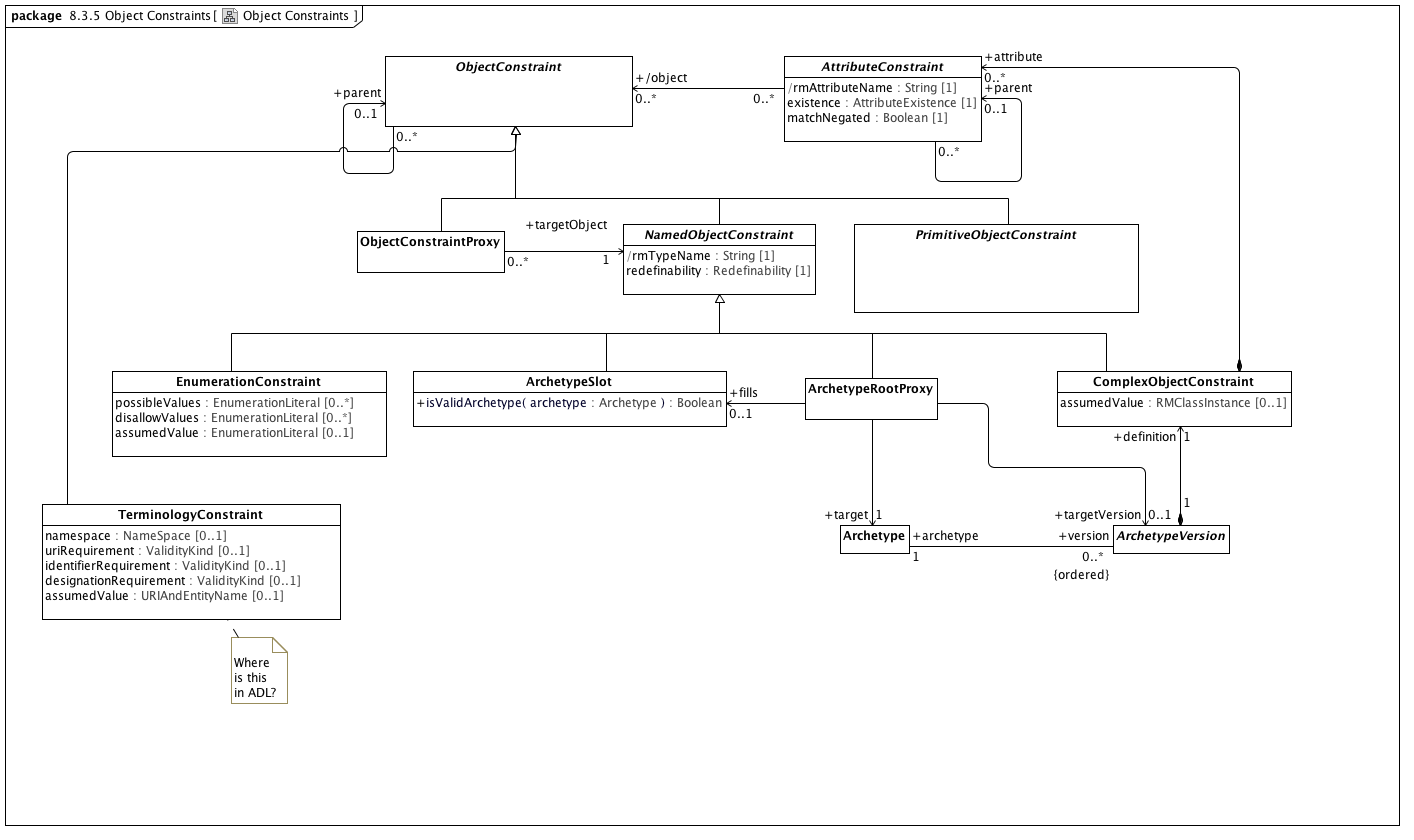 package 8.3.5 Object Constraints [ Object Constraints ]
ObjectConstraint
+parent
0..1
0..*
+/object
0..*
0..*
AttributeConstraint
/rmAttributeName : String [1]
existence : AttributeExistence [1]
matchNegated : Boolean [1]
+attribute
0..*
+parent
0..1
0..*
ObjectConstraintProxy
+targetObject
0..*
1
NamedObjectConstraint
/rmTypeName : String [1]
redefinability : Redefinability [1]
PrimitiveObjectConstraint
EnumerationConstraint
possibleValues : EnumerationLiteral [0..*]
disallowValues : EnumerationLiteral [0..*]
assumedValue : EnumerationLiteral [0..1]
ArchetypeSlot
+isValidArchetype( archetype : Archetype ) : Boolean
+fills
0..1
ArchetypeRootProxy
ComplexObjectConstraint
assumedValue : RMClassInstance [0..1]
+definition
1
1
TerminologyConstraint
namespace : NameSpace [0..1]
uriRequirement : ValidityKind [0..1]
identifierRequirement : ValidityKind [0..1]
designationRequirement : ValidityKind [0..1]
assumedValue : URIAndEntityName [0..1]
+target
1
+targetVersion
0..1
Archetype
+archetype
1
+version
0..*
{ordered}
ArchetypeVersion
Where
is this
in ADL?